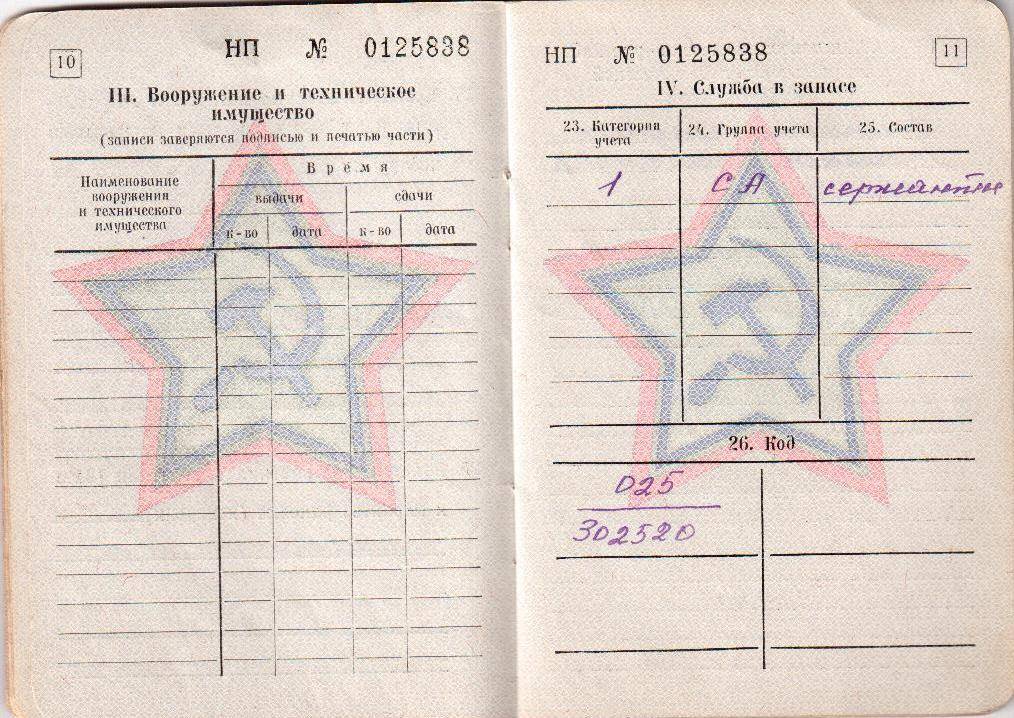 10
НП № 0125838
III. Вооружение и техническое
имущество
(записи заверяются подписью и печатью части)
Наименование
вооружения
и технического
имущества
Время
выдачи
сдачи
к-во
дата
к-во
дата
НП № 0125838
11
IV. Служба в запасе
23. Категория
учета
24. Группа учета
25. Состав
1
СА
сержанты
26. Код
025
302520